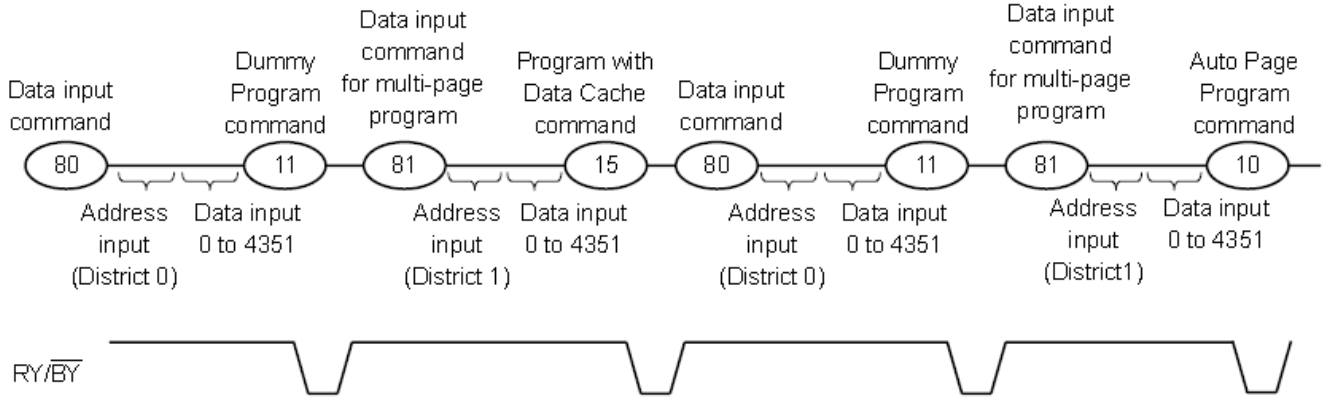 Data input
command
Dummy
Program
command
Data input
command
for multi-page
program
Program with
Data Cache
command
Data input
command
Dummy
Program
command
Data input
command
for multi-page
program
Auto Page
Program
command
80
11
81
15
80
11
81
10
Address
input
(District 0)
Data input
0 to 4351
Address
input
(District 1)
Data input
0 to 4351
Address
input
(District 0)
Data input
0 to 4351
Address
input
(District1)
Data input
0 to 4351
RY/BY